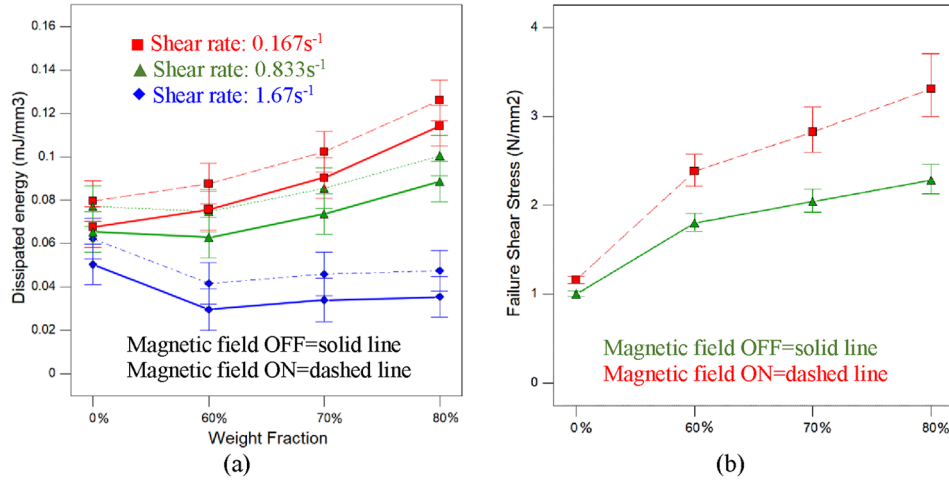 0.16
0.14
0.12
0.1
0.08
0.06
0.04
0.02
0
Dissipated energy (mJ/mm3)
Shear rate: 0.167s⁻¹
Shear rate: 0.833s⁻¹
Shear rate: 1.67s⁻¹
Magnetic field OFF=solid line
Magnetic field ON=dashed line
0% 60% 70% 80%
Weight Fraction
(a)
4
3
2
1
0
Failure Shear Stress (N/mm2)
Magnetic field OFF=solid line
Magnetic field ON=dashed line
0% 60% 70% 80%
(b)